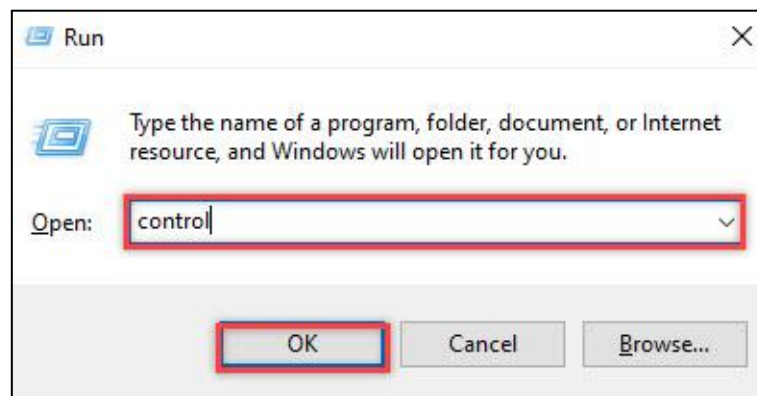 Run
Type the name of a program, folder, document, or Internet
resource, and Windows will open it for you.
Open: control
OK Cancel Browse...